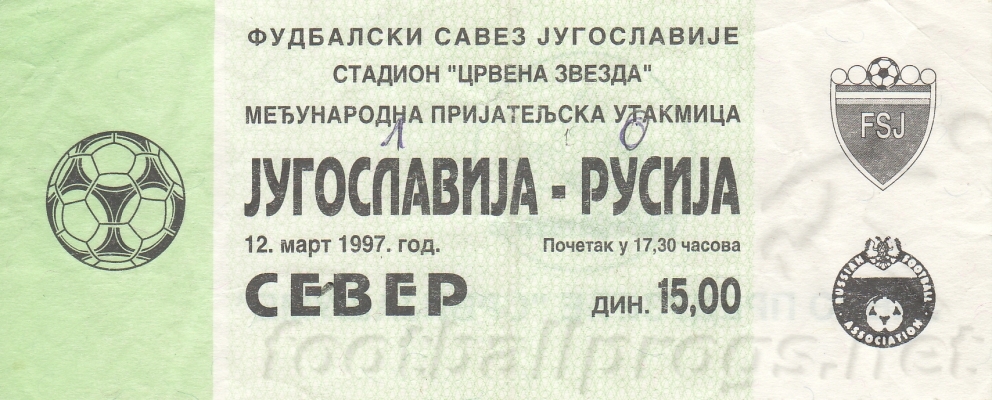 ФУДБАЛСКИ САВЕЗ ЈУГОСЛАВИЈЕ
СТАДИОН "ЦРВЕНА ЗВЕЗДА"
МЕЂУНАРОДНА ПРИЈАТЕЉСКА УТАКМИЦА
1 0
ЈУГОСЛАВИЈА - РУСИЈА
12. март 1997. год. Почетак у 17,30 часова
СЕВЕР ДИН. 15,00
FSJ
RUSSIAN FOOTBALL ASSOCIATION
footballprogs.net